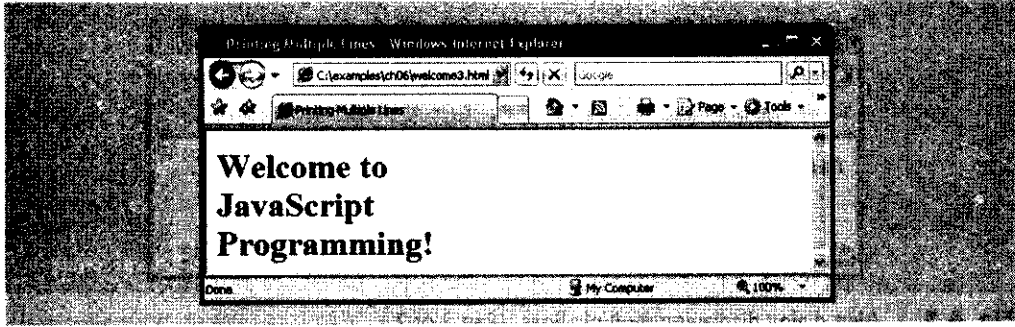 Printing Multiple Lines - Windows Internet Explorer
C:\examples\ch06\welcome3.html
Google
Printing Multiple Lines
Page
Tools
Welcome to
JavaScript
Programming!
Done
My Computer
100%